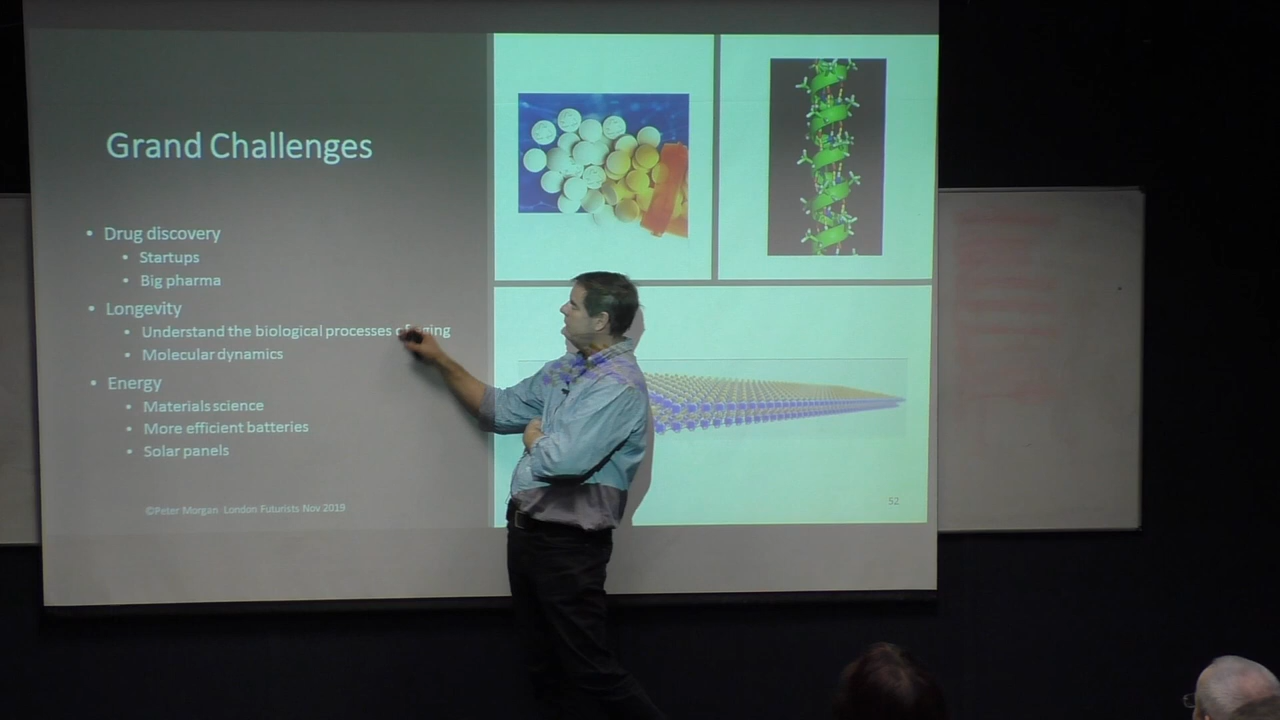 Grand Challenges
• Drug discovery
• Startups
• Big pharma
• Longevity
• Understand the biological processes
• Molecular dynamics
• Energy
• Materials science
• More efficient batteries
• Solar panels
©Peter Morgan London Futurists Nov 2019
52